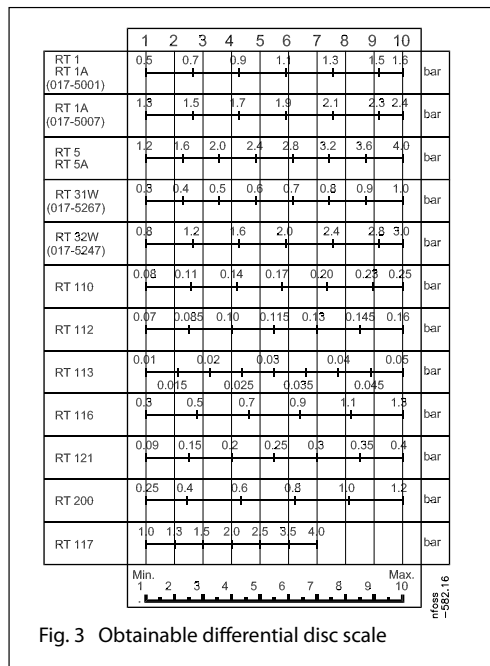 1 2 3 4 5 6 7 8 9 10
RT 1
RT 1A
(017-5001)
0.5 0.7 0.9 1.1 1.3 1.5 1.6
bar
RT 1A
(017-5007)
1.3 1.5 1.7 1.9 2.1 2.3 2.4
bar
RT 5
RT 5A
1.2 1.6 2.0 2.4 2.8 3.2 3.6 4.0
bar
RT 31W
(017-5267)
0.3 0.4 0.5 0.6 0.7 0.8 0.9 1.0
bar
RT 32W
(017-5247)
0.8 1.2 1.6 2.0 2.4 2.8 3.0
bar
RT 110
0.08 0.11 0.14 0.17 0.20 0.23 0.25
bar
RT 112
0.07 0.085 0.10 0.115 0.13 0.145 0.16
bar
RT 113
0.01 0.02 0.03 0.04 0.05
0.015 0.025 0.035 0.045
bar
RT 116
0.3 0.5 0.7 0.9 1.1 1.3
bar
RT 121
0.09 0.15 0.2 0.25 0.3 0.35 0.4
bar
RT 200
0.25 0.4 0.6 0.8 1.0 1.2
bar
RT 117
1.0 1.3 1.5 2.0 2.5 3.5 4.0
bar
Min. Max.
1 2 3 4 5 6 7 8 9 10
nfoss
-582.16
Fig. 3 Obtainable differential disc scale